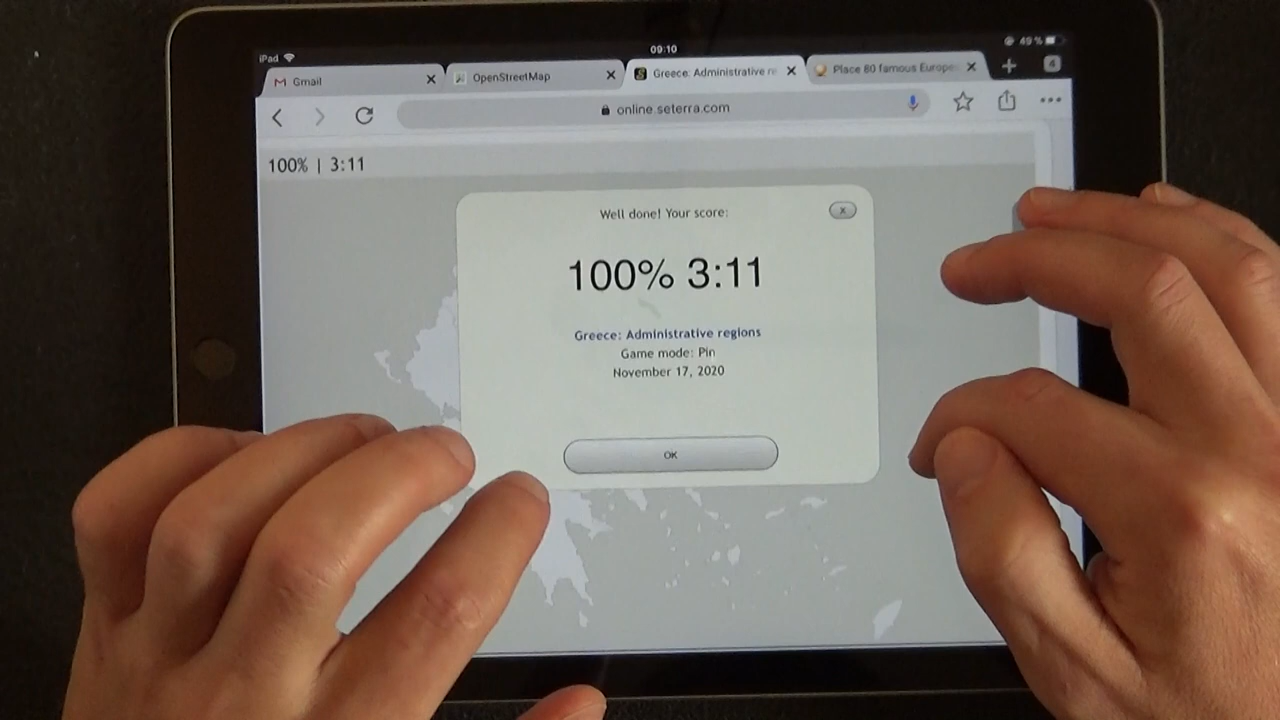 iPad 09:10 49 %
Gmail OpenStreetMap Greece: Administrative Place 80 famous
online.seterra.com
4
100% | 3:11
Well done! Your score:
x
100% 3:11
Greece: Administrative regions
Game mode: Pin
November 17, 2020
OK